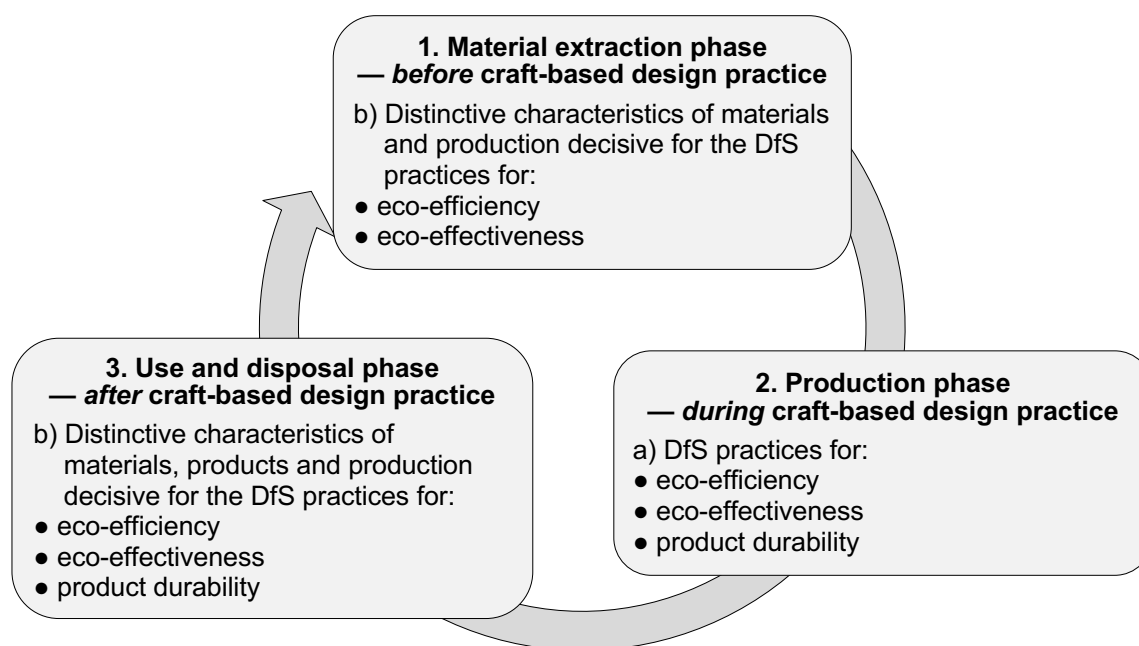 1. Material extraction phase
— before craft-based design practice
b) Distinctive characteristics of materials
and production decisive for the DfS
practices for:
● eco-efficiency
● eco-effectiveness
3. Use and disposal phase
— after craft-based design practice
b) Distinctive characteristics of
materials, products and production
decisive for the DfS practices for:
● eco-efficiency
● eco-effectiveness
● product durability
2. Production phase
— during craft-based design practice
a) DfS practices for:
● eco-efficiency
● eco-effectiveness
● product durability